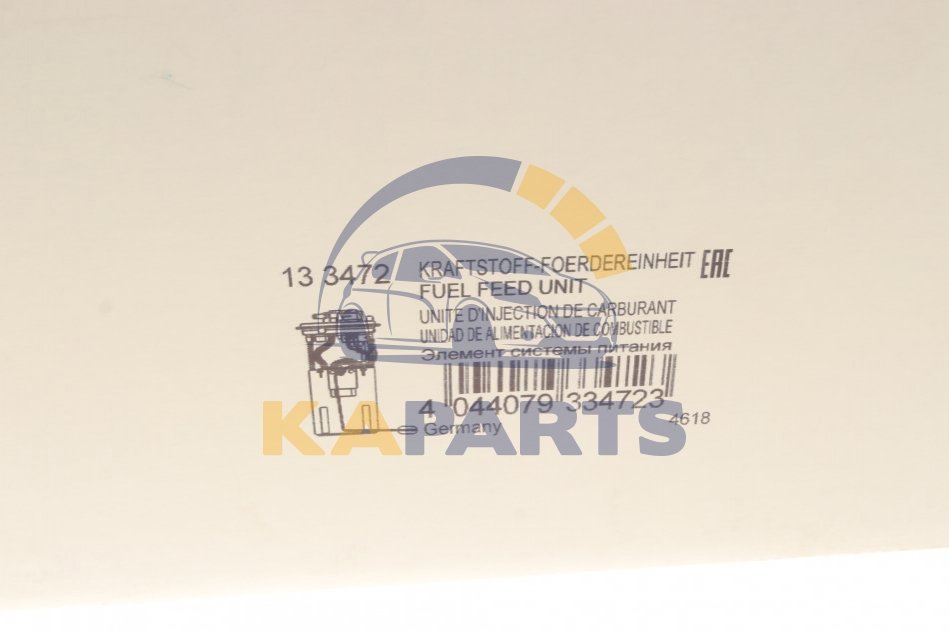 13 3472
KRAFTSTOFF-FOERDEREINHEIT EAC
FUEL FEED UNIT
UNITE D'INJECTION DE CARBURANT
UNIDAD DE ALIMENTACION DE COMBUSTIBLE
Элемент системы питания
4 044079 334723
Germany
4618
KAPARTS